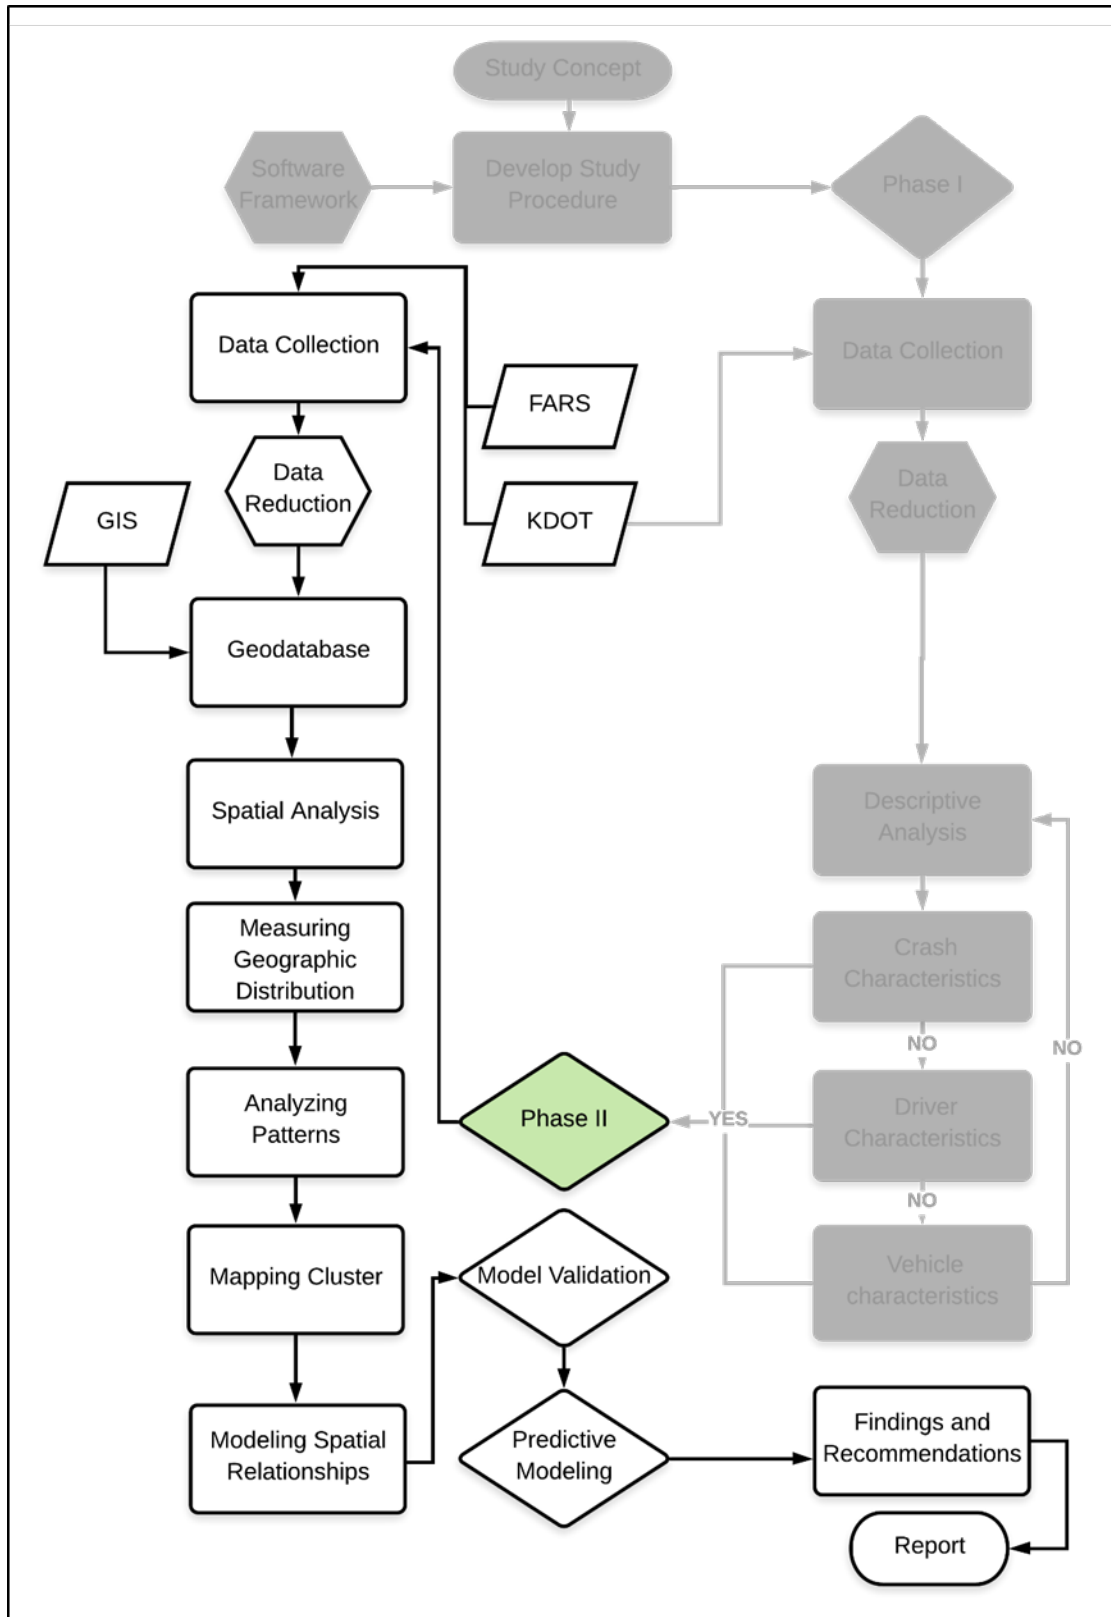 Study Concept
Software
Framework
Develop Study
Procedure
Phase I
Data Collection
FARS
Data Collection
Data
Reduction
GIS
KDOT
Data
Reduction
Geodatabase
Spatial Analysis
Descriptive
Analysis
Measuring
Geographic
Distribution
Crash
Characteristics
NO
NO
Analyzing
Patterns
Phase II
YES
Driver
Characteristics
NO
Mapping Cluster
Model Validation
Vehicle
characteristics
Modeling Spatial
Relationships
Predictive
Modeling
Findings and
Recommendations
Report